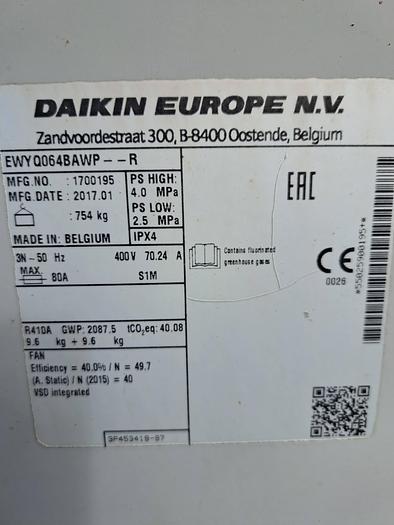 DAIKIN EUROPE N.V.
Zandvoordestraat 300, B-8400 Oostende, Belgium
EWYQ064BAWP--R
MFG.NO. : 1700195
MFG.DATE : 2017.01
: 754 kg
MADE IN: BELGIUM
PS HIGH:
4.0 MPa
PS LOW:
2.5 MPa
IPX4
3N~50 Hz 400V 70.24 A
MAX. 80A S1M
R410A GWP: 2087.5 tCO2eq: 40.08
9.6 kg + 9.6 kg
FAN
Efficiency = 40.0% / N = 49.7
(A. Static) / N (2015) = 40
VSD integrated
3P453418-87
EAC
Contains fluorinated
greenhouse gases
CE
0026